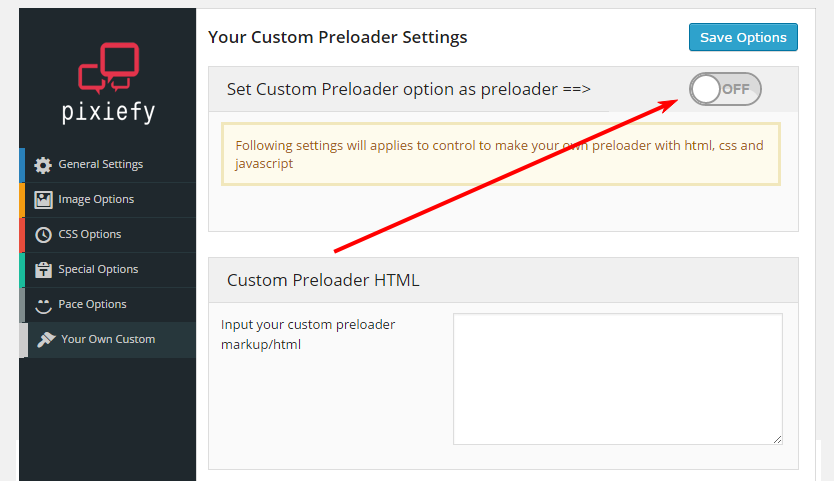 pixiefy
General Settings
Image Options
CSS Options
Special Options
Pace Options
Your Own Custom
Your Custom Preloader Settings
Save Options
Set Custom Preloader option as preloader ==>
OFF
Following settings will applies to control to make your own preloader with html, css and
javascript
Custom Preloader HTML
Input your custom preloader
markup/html